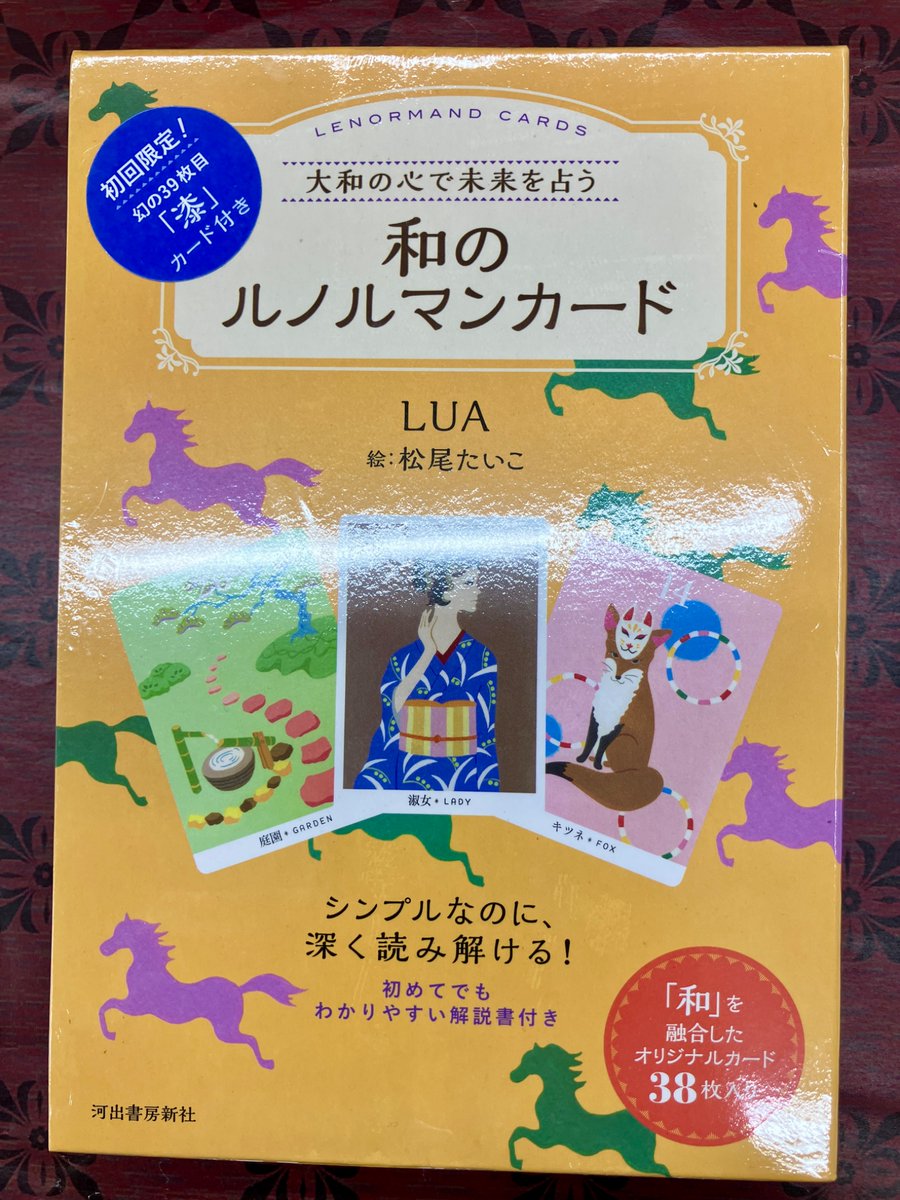 LENORMAND CARDS
大和の心で未来を占う
和の
ルノルマンカード
初回限定!
幻の39枚目
「漆」
カード付き
LUA
絵:松尾たいこ
14
庭園*GARDEN
淑女*LADY
キツネ*FOX
シンプルなのに、
深く読み解ける!
初めてでも
わかりやすい解説書付き
「和」を
融合した
オリジナルカード
38枚入
河出書房新社